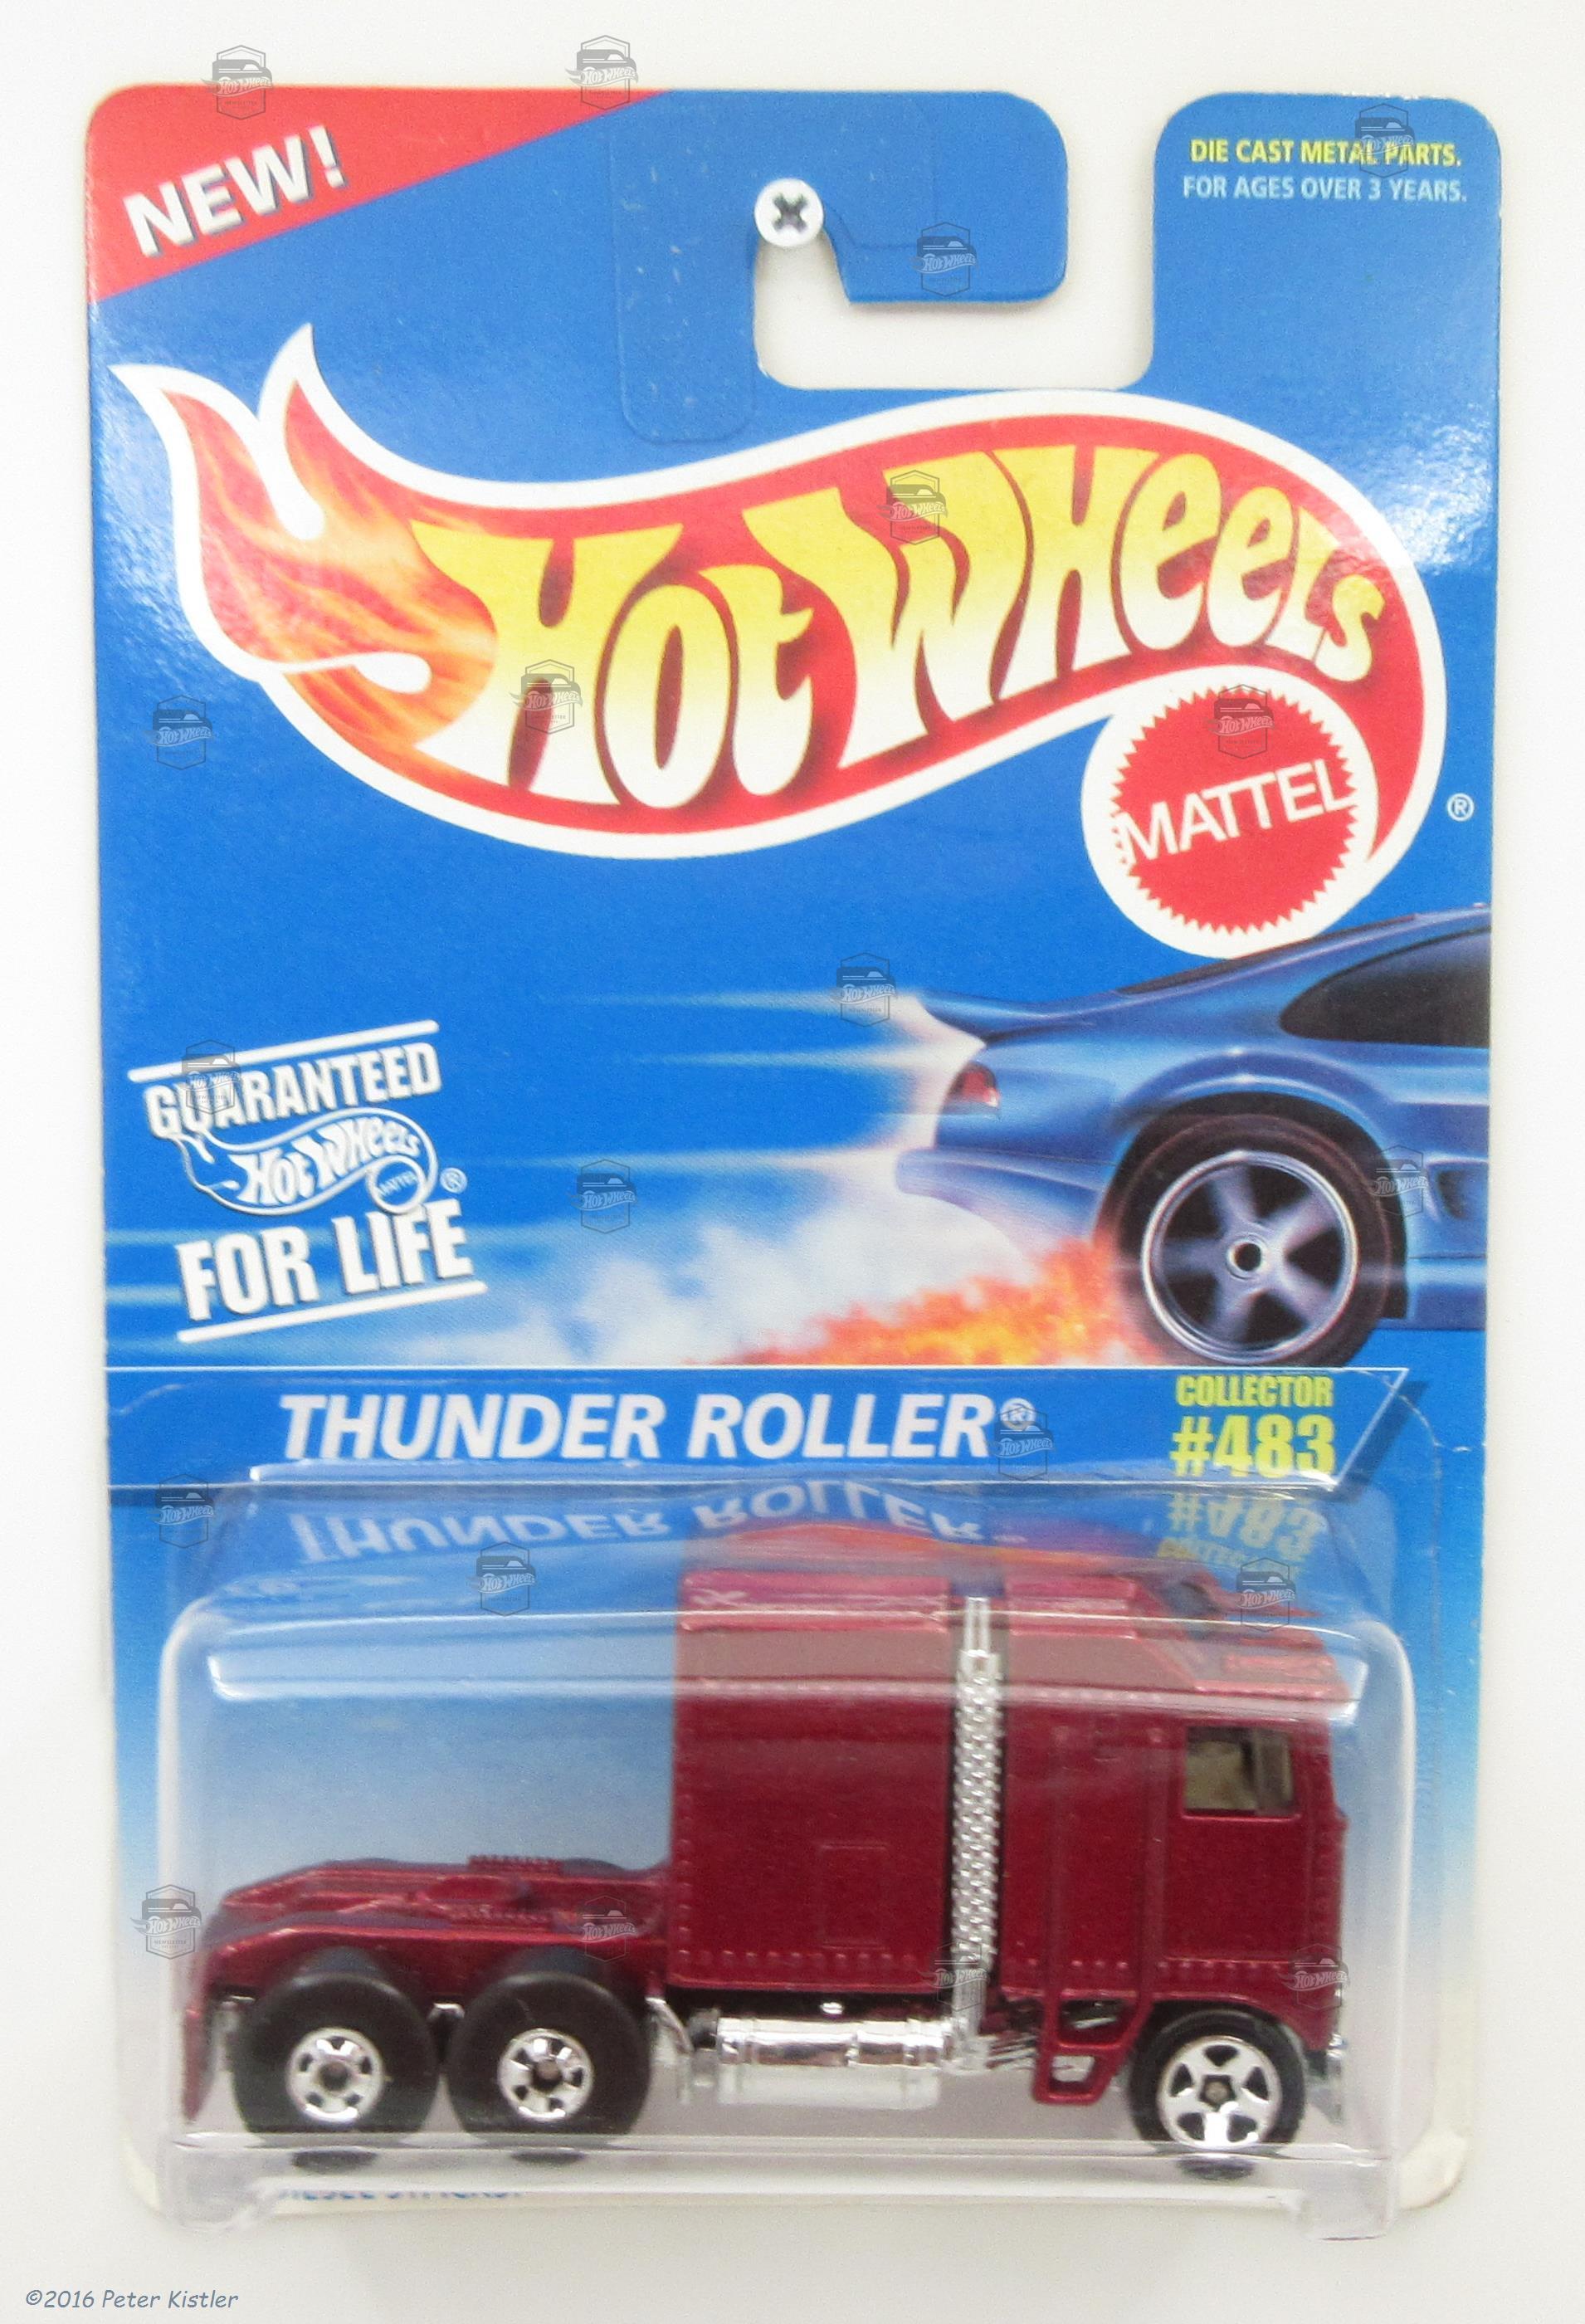 NEW!
DIE CAST METAL PARTS.
FOR AGES OVER 3 YEARS.
HOT WHEELS
MATTEL
®
GUARANTEED
HOT WHEELS
MATTEL ®
FOR LIFE
THUNDER ROLLER®
COLLECTOR
#483
©2016 Peter Kistler